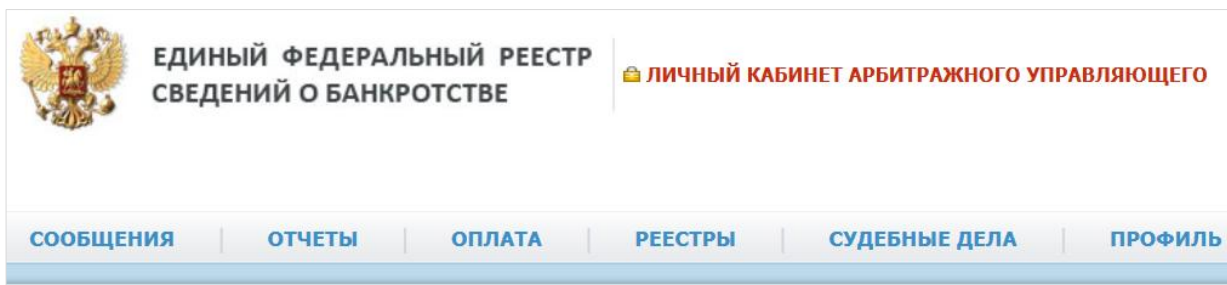 ЕДИНЫЙ ФЕДЕРАЛЬНЫЙ РЕЕСТР
СВЕДЕНИЙ О БАНКРОТСТВЕ
ЛИЧНЫЙ КАБИНЕТ АРБИТРАЖНОГО УПРАВЛЯЮЩЕГО
СООБЩЕНИЯ ОТЧЕТЫ ОПЛАТА РЕЕСТРЫ СУДЕБНЫЕ ДЕЛА ПРОФИЛЬ